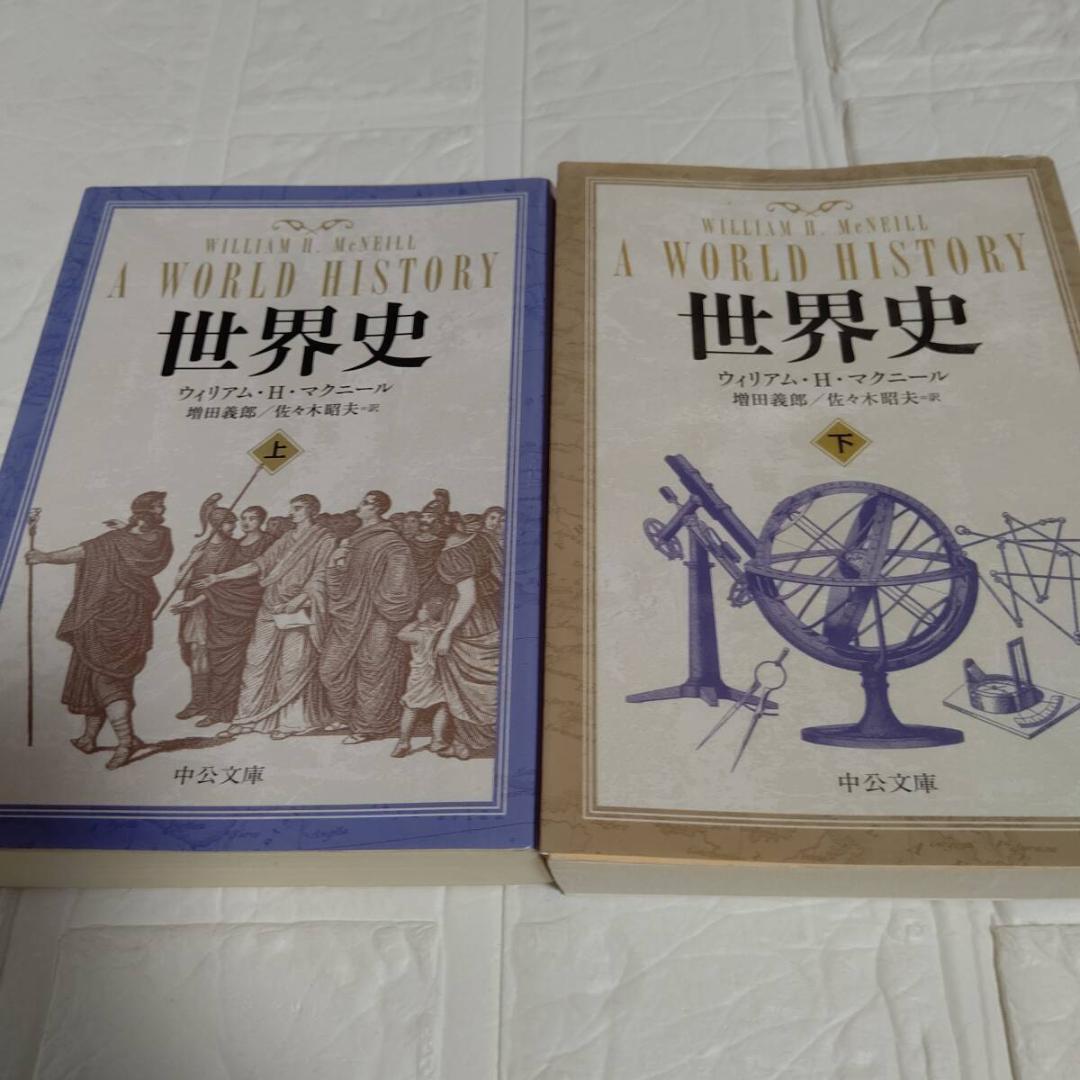 WILLIAM H. McNEILL
A WORLD HISTORY
世界史
ウィリアム・H・マクニール
増田義郎/佐々木昭夫=訳
上
中公文庫
WILLIAM H. McNEILL
A WORLD HISTORY
世界史
ウィリアム・H・マクニール
増田義郎/佐々木昭夫=訳
下
中公文庫